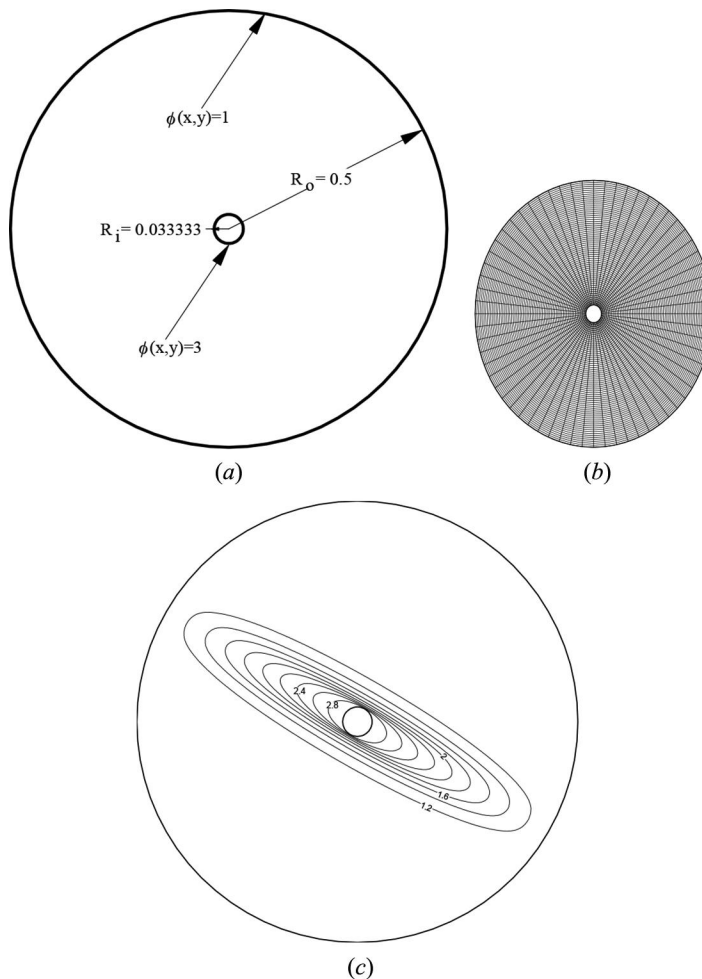 ϕ(x,y)=1
R_o = 0.5
R_i = 0.033333
ϕ(x,y)=3
(a)
(b)
2.4
2.8
2
1.6
1.2
(c)